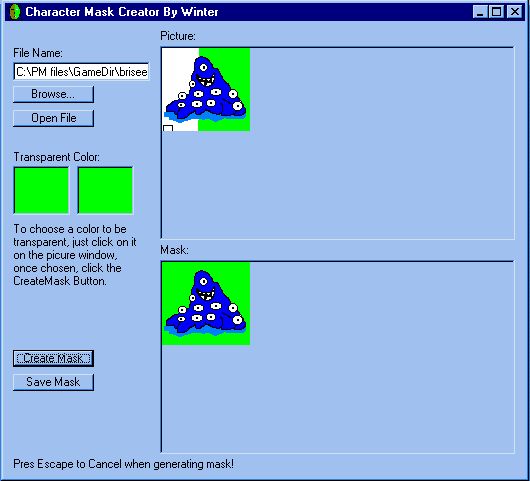 Character Mask Creator By Winter
Picture:
File Name:
C:\PM files\GameDir\brisee
Browse...
Open File
Transparent Color:
To choose a color to be
transparent, just click on it
on the picure window,
once chosen, click the
CreateMask Button.
Mask:
Create Mask
Save Mask
Pres Escape to Cancel when generating mask!